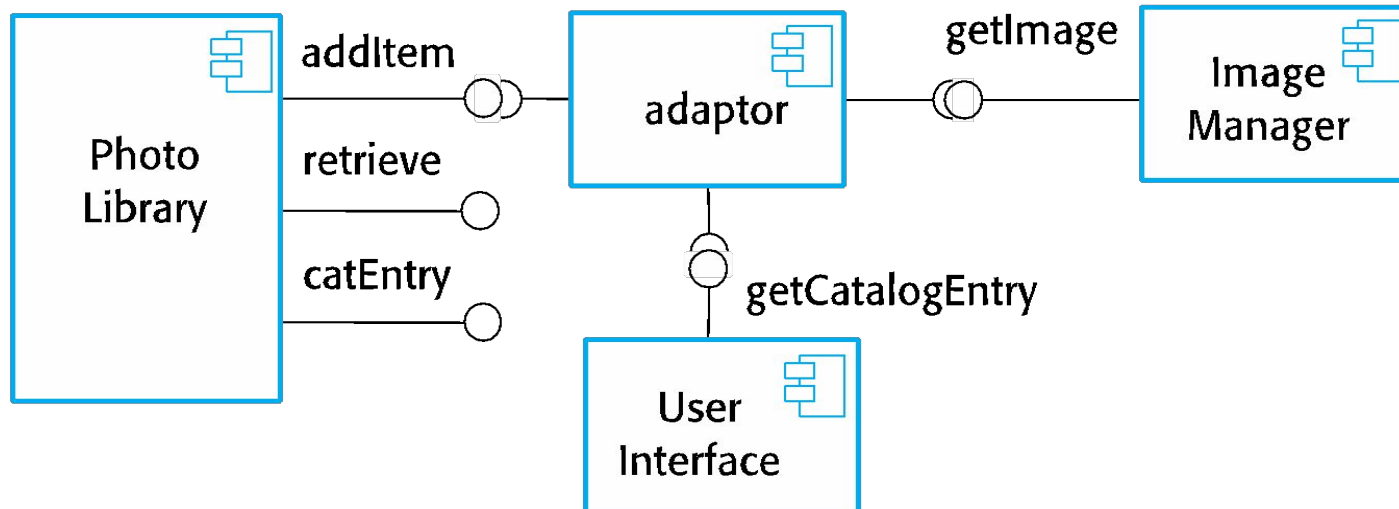 addItem
getImage
adaptor
Image
Manager
Photo
Library
retrieve
catEntry
getCatalogEntry
User
Interface